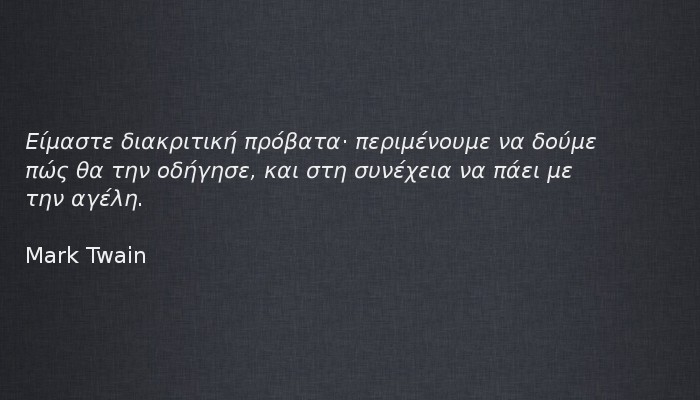 Είμαστε διακριτική πρόβατα· περιμένουμε να δούμε
πώς θα την οδήγησε, και στη συνέχεια να πάει με
την αγέλη.
Mark Twain